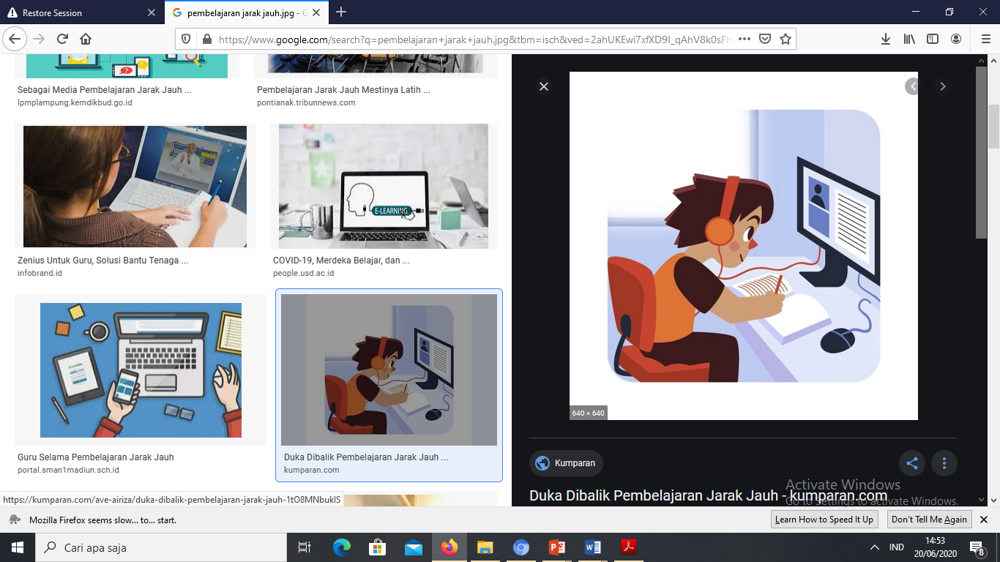 Restore Session
pembelajaran jarak jauh.jpg - G
https://www.google.com/search?q=pembelajaran+jarak+jauh.jpg&tbm=isch&ved=2ahUKEwi7xfXD9I_qAhV8k0sFH
Sebagai Media Pembelajaran Jarak Jauh ...
lpmplampung.kemdikbud.go.id
Pembelajaran Jarak Jauh Mestinya Latih ...
pontianak.tribunnews.com
E-LEARNING
Zenius Untuk Guru, Solusi Bantu Tenaga ...
infobrand.id
COVID-19, Merdeka Belajar, dan ...
people.usd.ac.id
Guru Selama Pembelajaran Jarak Jauh
portal.sman1madiun.sch.id
Duka Dibalik Pembelajaran Jarak Jauh ...
kumparan.com
640 × 640
Kumparan
Duka Dibalik Pembelajaran Jarak Jauh - kumparan.com
Activate Windows
Go to Settings to activate Windows.
https://kumparan.com/ave-airiza/duka-dibalik-pembelajaran-jarak-jauh-1tO8MNbuklS
Mozilla Firefox seems slow... to... start.
Learn How to Speed It Up
Don't Tell Me Again
Cari apa saja
IND
14:53
20/06/2020
8